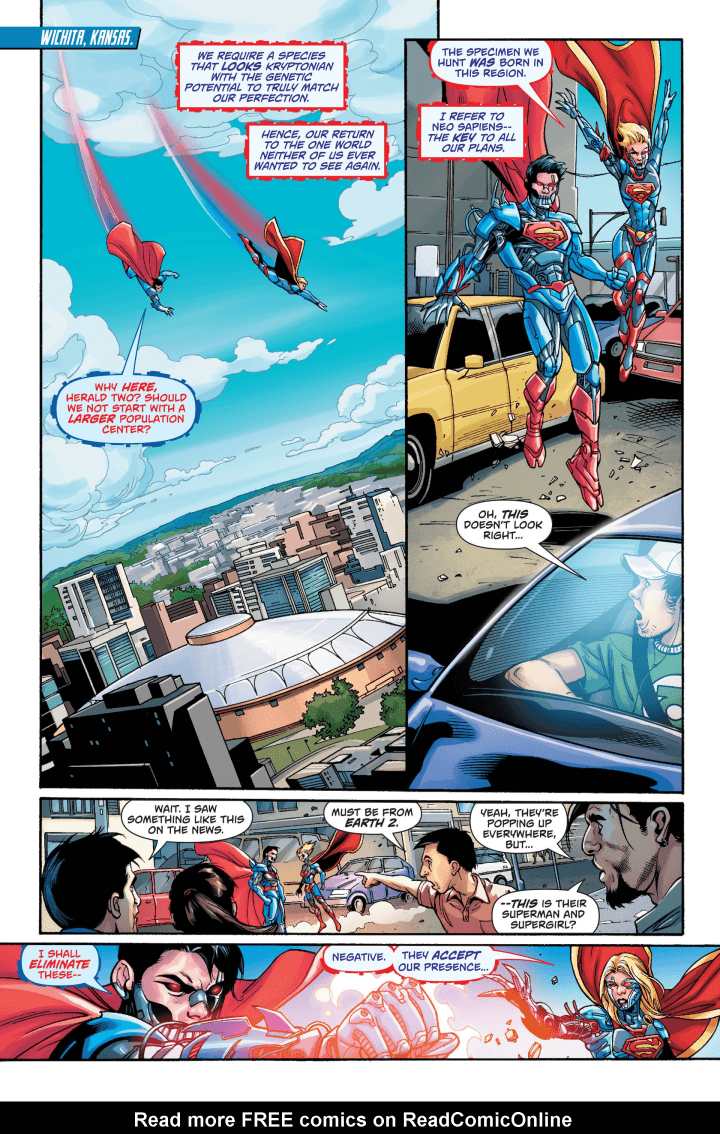 WICHITA, KANSAS.
WE REQUIRE A SPECIES
THAT LOOKS KRYPTONIAN
WITH THE GENETIC
POTENTIAL TO TRULY MATCH
OUR PERFECTION.
HENCE, OUR RETURN
TO THE ONE WORLD
NEITHER OF US EVER
WANTED TO SEE AGAIN.
WHY HERE,
HERALD TWO? SHOULD
WE NOT START WITH A
LARGER POPULATION
CENTER?
THE SPECIMEN WE
HUNT WAS BORN IN
THIS REGION.
I REFER TO
NEO SAPIENS--
THE KEY TO ALL
OUR PLANS.
OH, THIS
DOESN'T LOOK
RIGHT...
WAIT. I SAW
SOMETHING LIKE THIS
ON THE NEWS.
MUST BE FROM
EARTH 2.
YEAH, THEY'RE
POPPING UP
EVERYWHERE,
BUT...
--THIS IS THEIR
SUPERMAN AND
SUPERGIRL?
I SHALL
ELIMINATE
THESE--
NEGATIVE.
THEY ACCEPT
OUR PRESENCE...
Read more FREE comics on ReadComicOnline